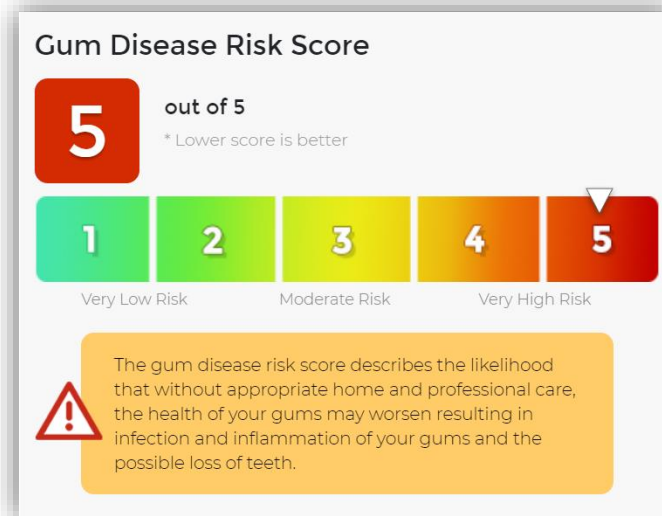 Gum Disease Risk Score
5
out of 5
* Lower score is better
1 2 3 4 5
Very Low Risk Moderate Risk Very High Risk
The gum disease risk score describes the likelihood
that without appropriate home and professional care,
the health of your gums may worsen resulting in
infection and inflammation of your gums and the
possible loss of teeth.